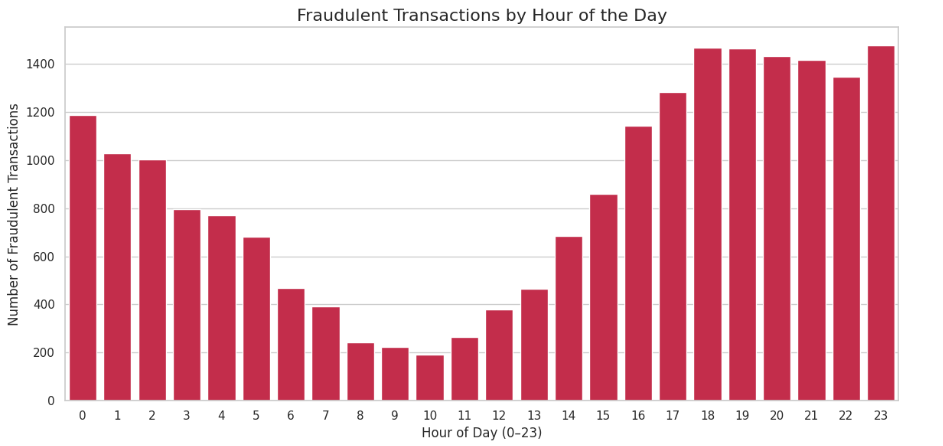 Fraudulent Transactions by Hour of the Day
Number of Fraudulent Transactions
1400
1200
1000
800
600
400
200
0
0 1 2 3 4 5 6 7 8 9 10 11 12 13 14 15 16 17 18 19 20 21 22 23
Hour of Day (0–23)